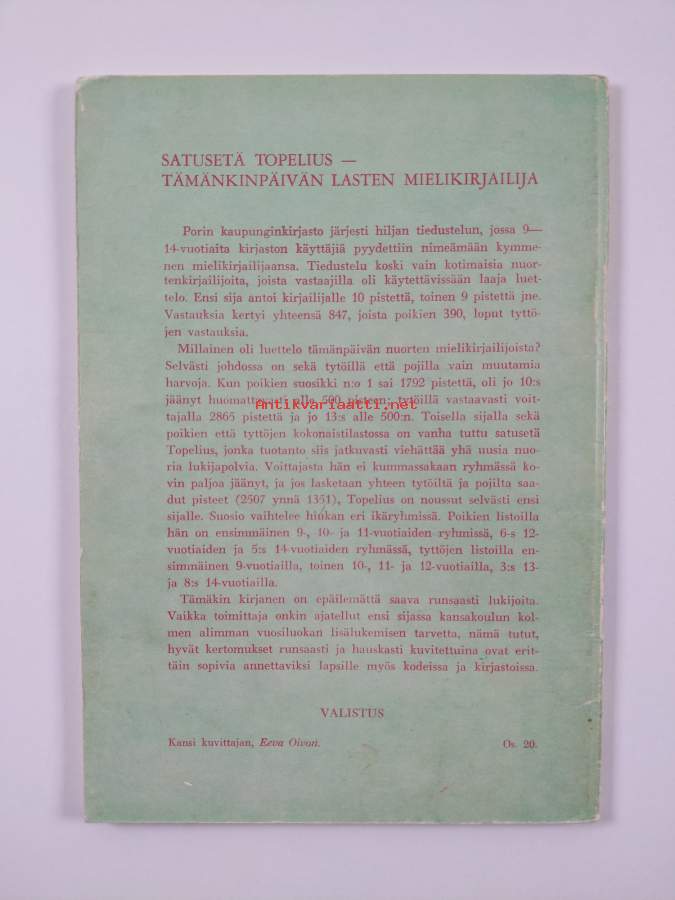 SATUSETÄ TOPELIUS —
TÄMÄNKINPÄIVÄN LASTEN MIELIKIRJAILIJA
Porin kaupunginkirjasto järjesti hiljan tiedustelun, jossa 9—
14-vuotiaita kirjaston käyttäjiä pyydettiin nimeämään kymme-
nen mielikirjailijaansa. Tiedustelu koski vain kotimaisia nuor-
tenkirjailijoita, joista vastaajilla oli käytettävissään laaja luet-
telo. Ensi sija antoi kirjailijalle 10 pistettä, toinen 9 pistettä jne.
Vastauksia kertyi yhteensä 847, joista poikien 390, loput tyttö-
jen vastauksia.
Millainen oli luettelo tämänpäivän nuorten mielikirjailijoista?
Selvästi johdossa on sekä tytöillä että pojilla vain muutamia
harvoja. Kun poikien suosikki n:o 1 sai 1792 pistettä, oli jo 10:s
jäänyt huomattavasti alle 500 pisteen; tytöillä vastaavasti voit-
Antikvariaatti.net
tajalla 2865 pistettä ja jo 13:s alle 500:n. Toisella sijalla sekä
poikien että tyttöjen kokonaistilastossa on vanha tuttu satusetä
Topelius, jonka tuotanto siis jatkuvasti viehättää yhä uusia nuo-
ria lukijapolvia. Voittajasta hän ei kummassakaan ryhmässä ko-
vin paljoa jäänyt, ja jos lasketaan yhteen tytöiltä ja pojilta saa-
dut pisteet (2507 ynnä 1351), Topelius on noussut selvästi ensi
sijalle. Suosio vaihtelee hiukan eri ikäryhmissä. Poikien listoilla
hän on ensimmäinen 9-, 10- ja 11-vuotiaiden ryhmissä, 6-s 12-
vuotiaiden ja 5:s 14-vuotiaiden ryhmässä, tyttöjen listoilla en-
simmäinen 9-vuotiailla, toinen 10-, 11- ja 12-vuotiailla, 3:s 13-
ja 8:s 14-vuotiailla.
Tämäkin kirjanen on epäilemättä saava runsaasti lukijoita.
Vaikka toimittaja onkin ajatellut ensi sijassa kansakoulun kol-
men alimman vuosiluokan lisälukemisen tarvetta, nämä tutut,
hyvät kertomukset runsaasti ja hauskasti kuvitettuina ovat erit-
täin sopivia annettaviksi lapsille myös kodeissa ja kirjastoissa.
VALISTUS
Kansi kuvittajan, Eeva Oivon. Os. 20.